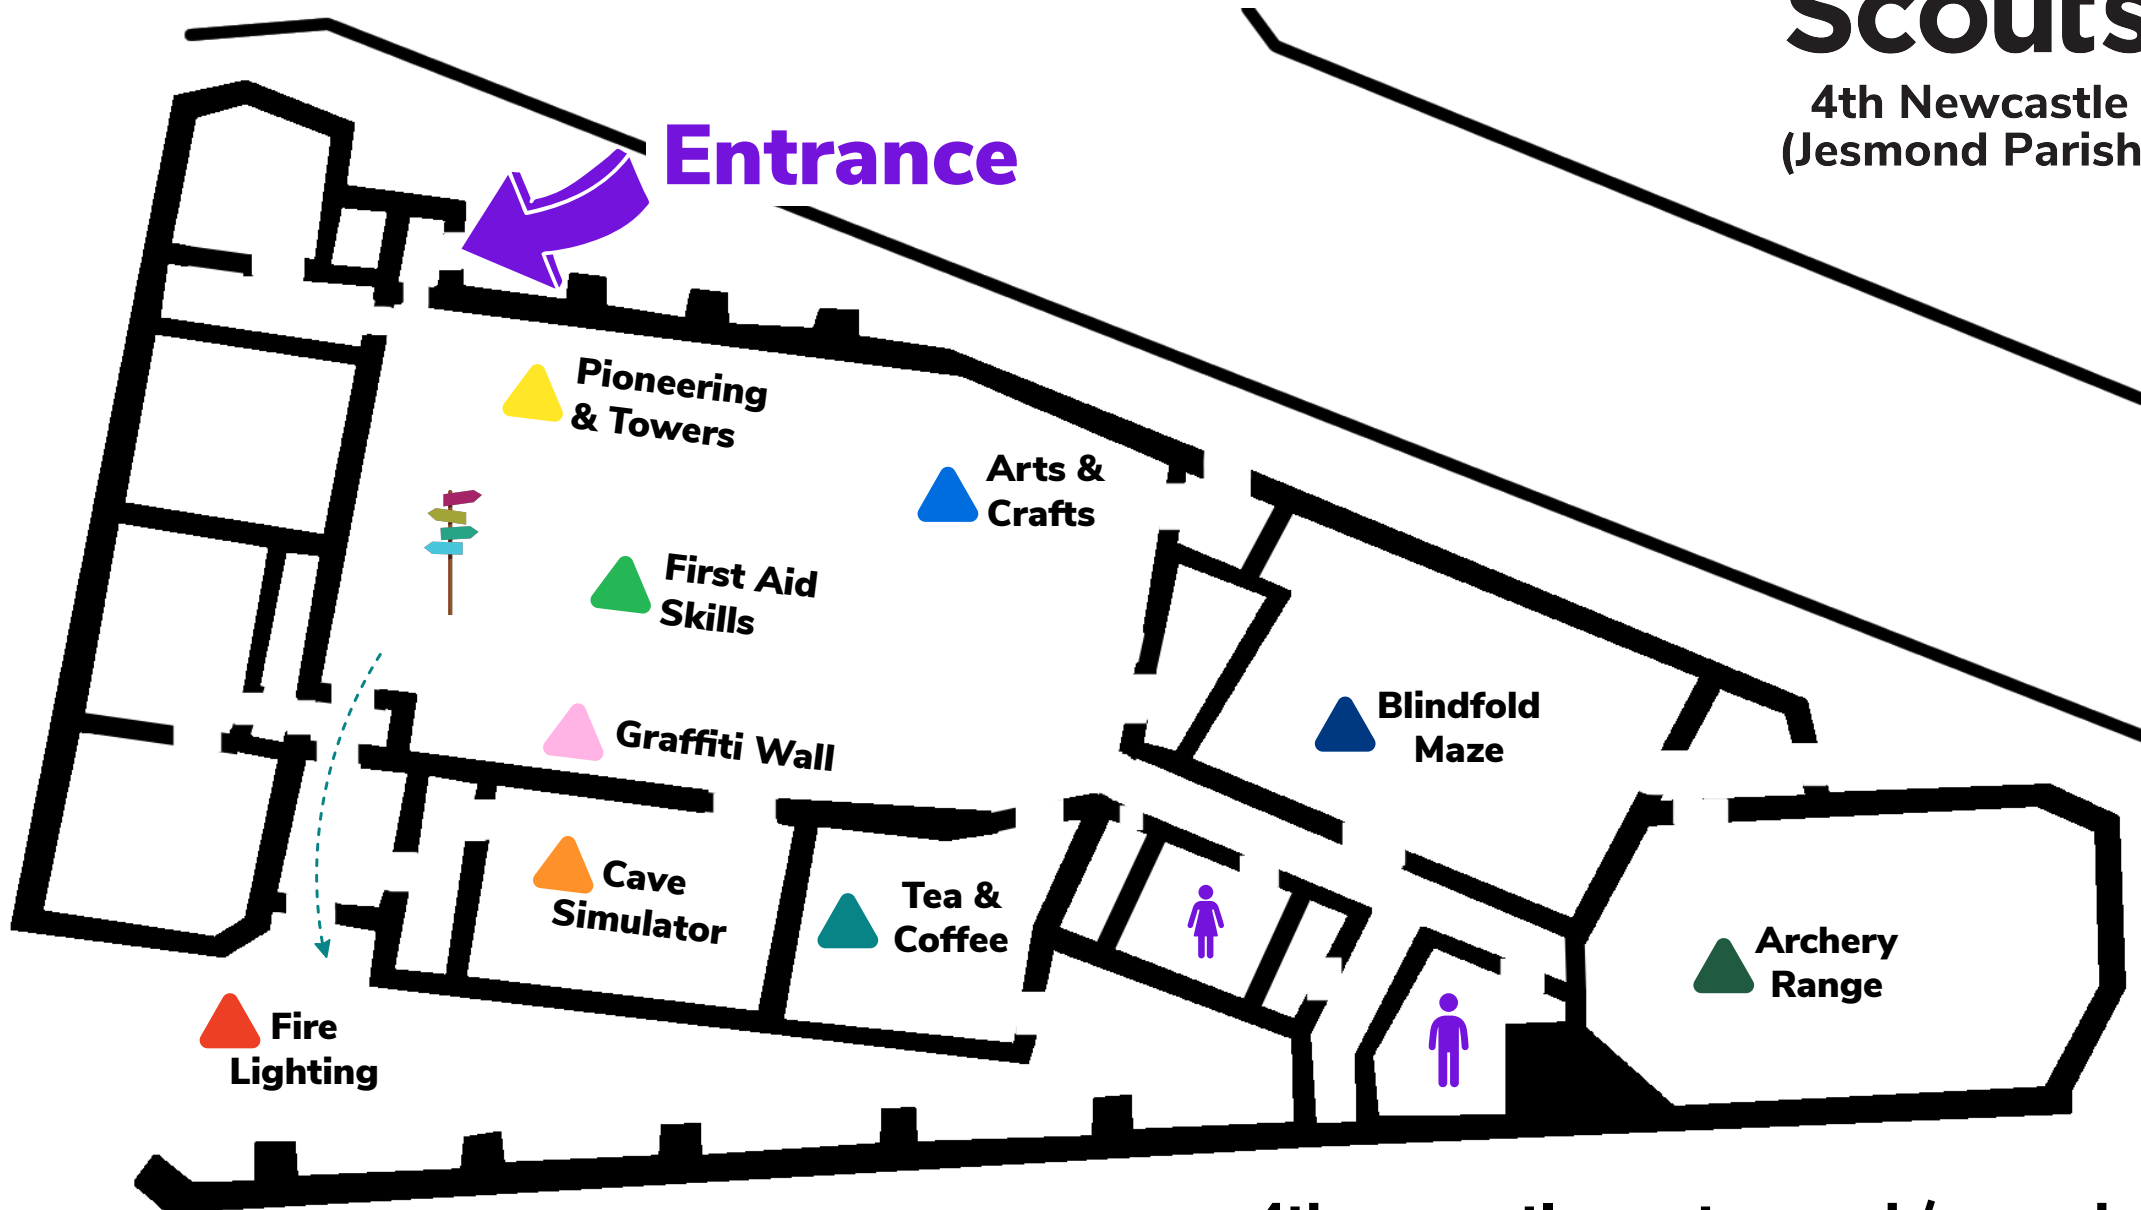 Scouts
4th Newcastle
(Jesmond Parish
Entrance
Pioneering
& Towers
Arts &
Crafts
First Aid
Skills
Graffiti Wall
Blindfold
Maze
Cave
Simulator
Tea &
Coffee
Archery
Range
Fire
Lighting